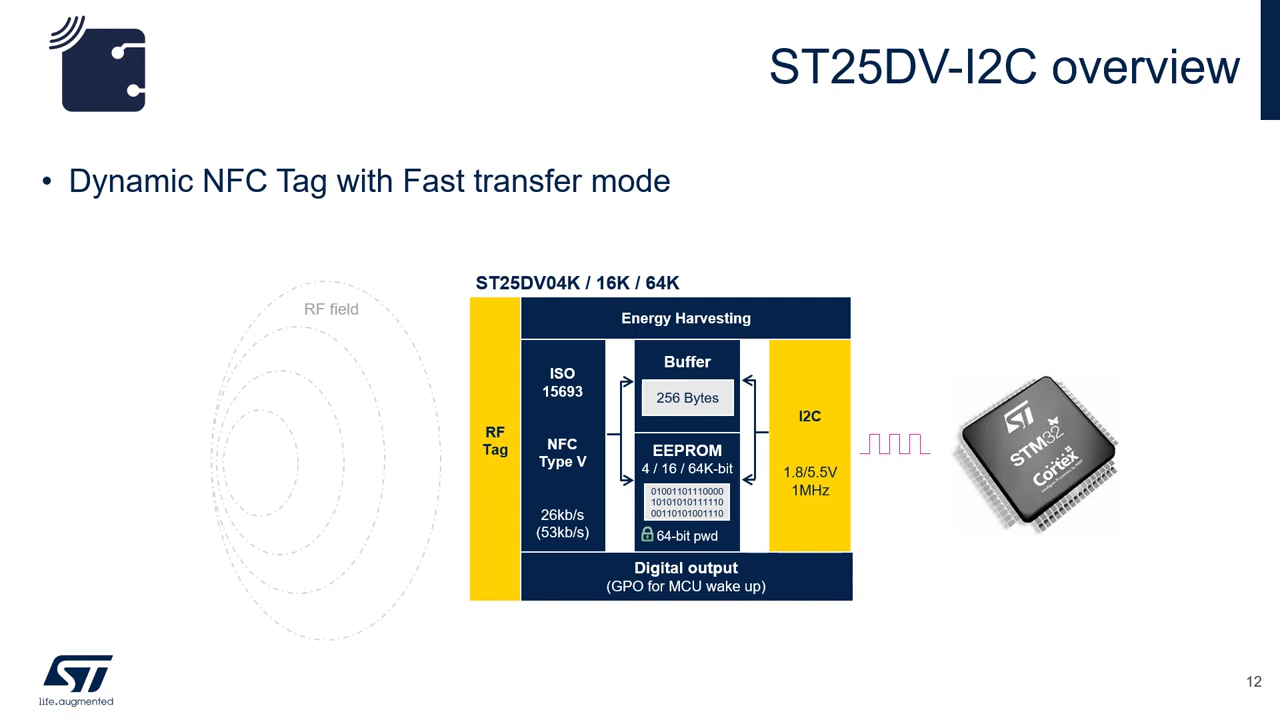 ST25DV-I2C overview
• Dynamic NFC Tag with Fast transfer mode
ST25DV04K / 16K / 64K
RF field
Energy Harvesting
RF
Tag
ISO
15693
NFC
Type V
26kb/s
(53kb/s)
Buffer
256 Bytes
EEPROM
4 / 16 / 64K-bit
01001101110000
10101010111110
00110101001110
64-bit pwd
I2C
1.8/5.5V
1MHz
Digital output
(GPO for MCU wake up)
ST
STM32
Cortex
ST
life.augmented
12